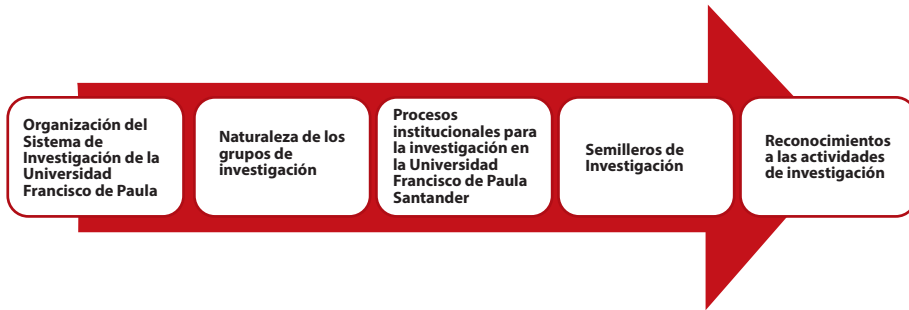 Organización del
Sistema de
Investigación de la
Universidad
Francisco de Paula
Naturaleza de los
grupos de
investigación
Procesos
institucionales para
la investigación en
la Universidad
Francisco de Paula
Santander
Semilleros de
Investigación
Reconocimientos
a las actividades
de investigación